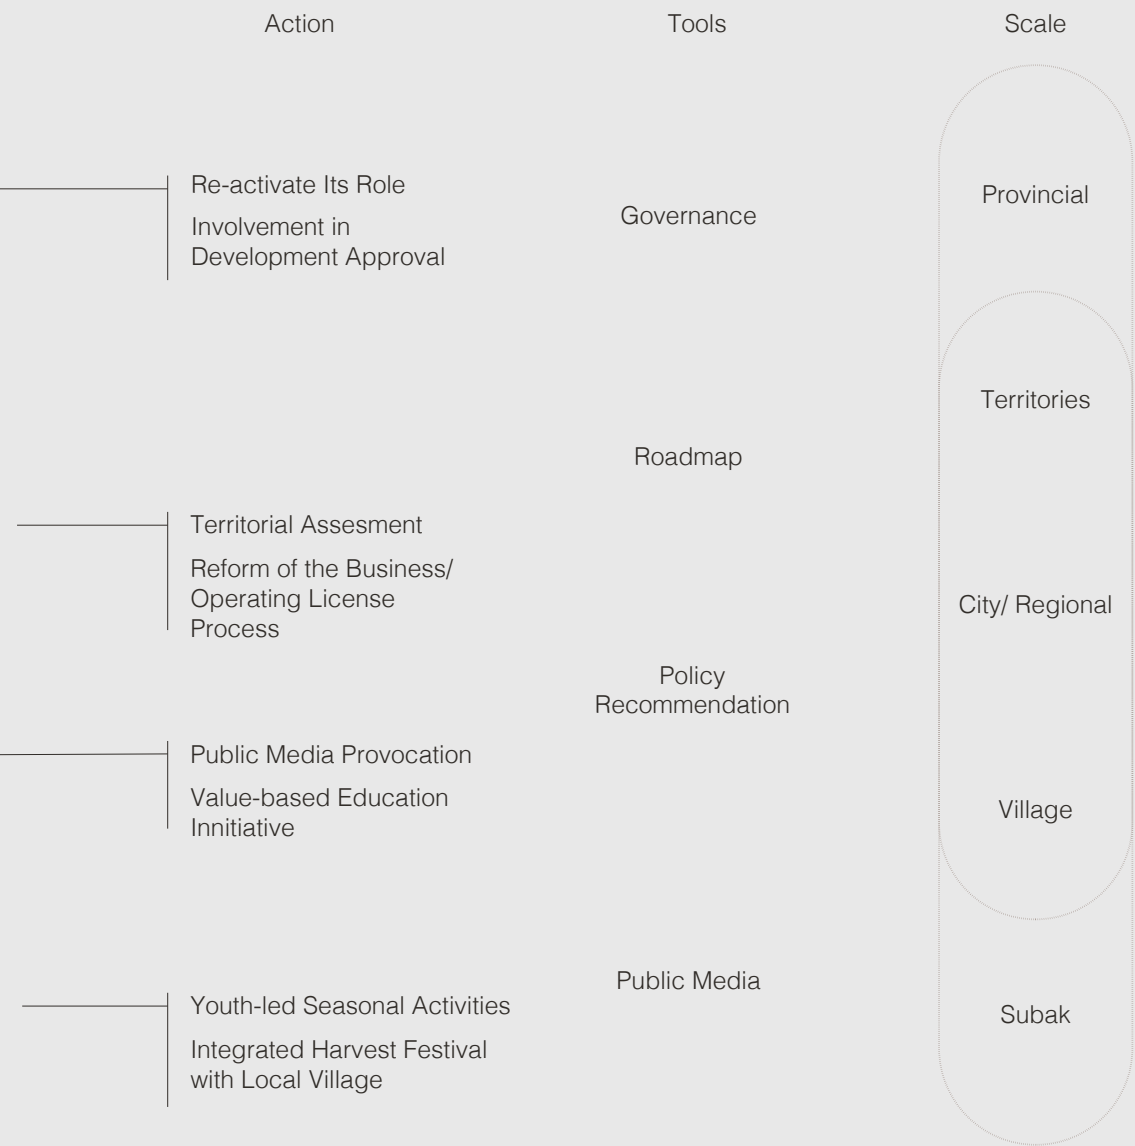 Action
Tools
Scale
Re-activate Its Role
Involvement in
Development Approval
Territorial Assesment
Reform of the Business/
Operating License
Process
Public Media Provocation
Value-based Education
Innitiative
Youth-led Seasonal Activities
Integrated Harvest Festival
with Local Village
Governance
Roadmap
Policy
Recommendation
Public Media
Provincial
Territories
City/ Regional
Village
Subak